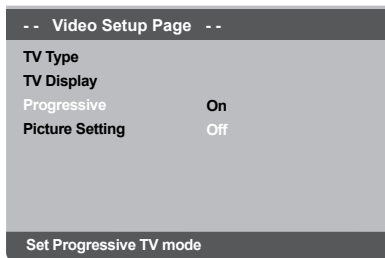 - - Video Setup Page - -
TV Type
TV Display
Progressive On
Picture Setting Off
Set Progressive TV mode